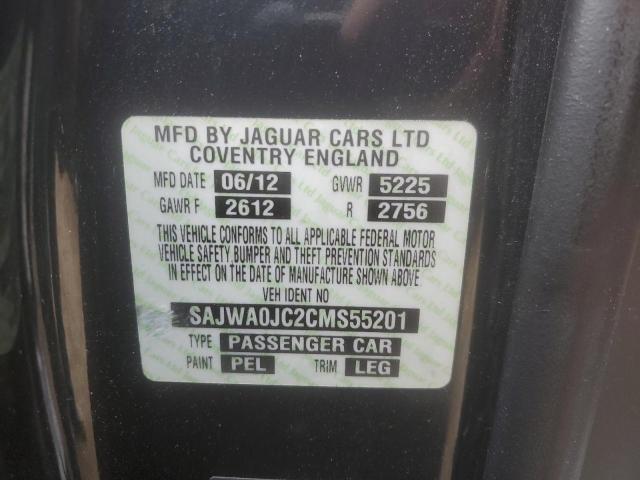 MFD BY JAGUAR CARS LTD
COVENTRY ENGLAND
MFD DATE 06/12 GVWR 5225
GAWR F 2612 R 2756
THIS VEHICLE CONFORMS TO ALL APPLICABLE FEDERAL MOTOR
VEHICLE SAFETY, BUMPER AND THEFT PREVENTION STANDARDS
IN EFFECT ON THE DATE OF MANUFACTURE SHOWN ABOVE.
VEH IDENT NO
SAJWA0JC2CMS55201
TYPE PASSENGER CAR
PAINT PEL TRIM LEG